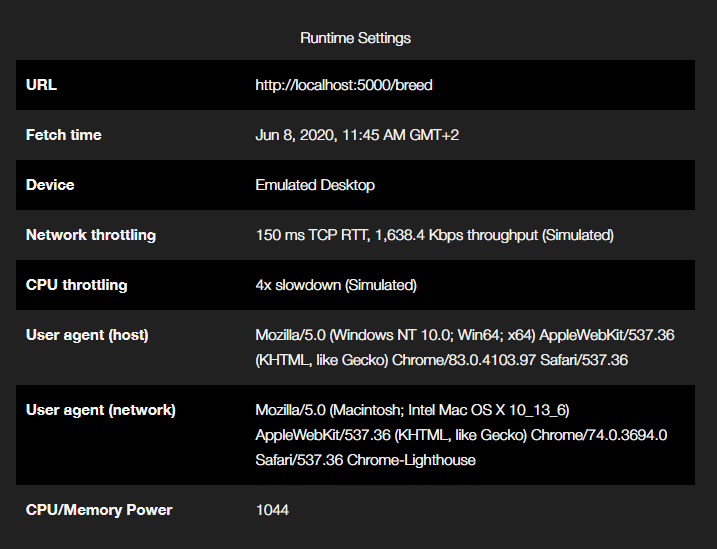 Runtime Settings
URL http://localhost:5000/breed
Fetch time Jun 8, 2020, 11:45 AM GMT+2
Device Emulated Desktop
Network throttling 150 ms TCP RTT, 1,638.4 Kbps throughput (Simulated)
CPU throttling 4x slowdown (Simulated)
User agent (host) Mozilla/5.0 (Windows NT 10.0; Win64; x64) AppleWebKit/537.36
(KHTML, like Gecko) Chrome/83.0.4103.97 Safari/537.36
User agent (network) Mozilla/5.0 (Macintosh; Intel Mac OS X 10_13_6)
AppleWebKit/537.36 (KHTML, like Gecko) Chrome/74.0.3694.0
Safari/537.36 Chrome-Lighthouse
CPU/Memory Power 1044